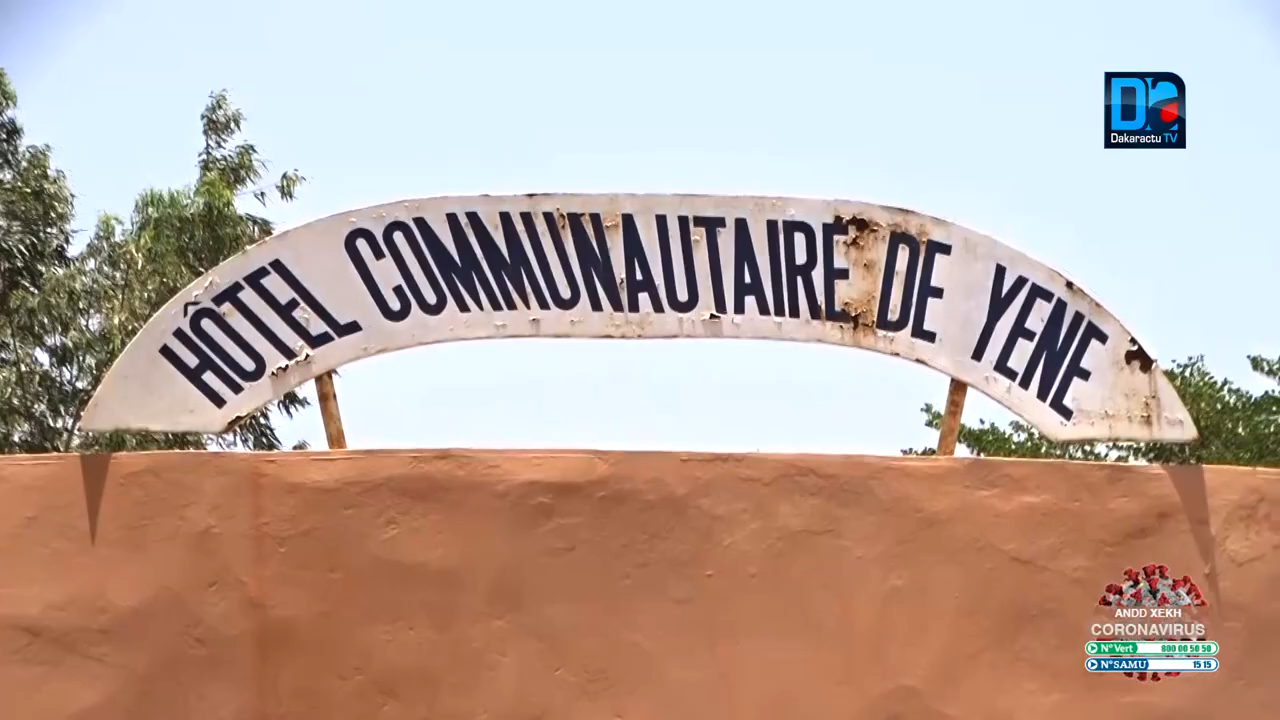 Dakaractu TV
HÔTEL COMMUNAUTAIRE DE YENE
ANDD XEKH
CORONAVIRUS
N° Vert 800 00 50 50
N° SAMU 15 15